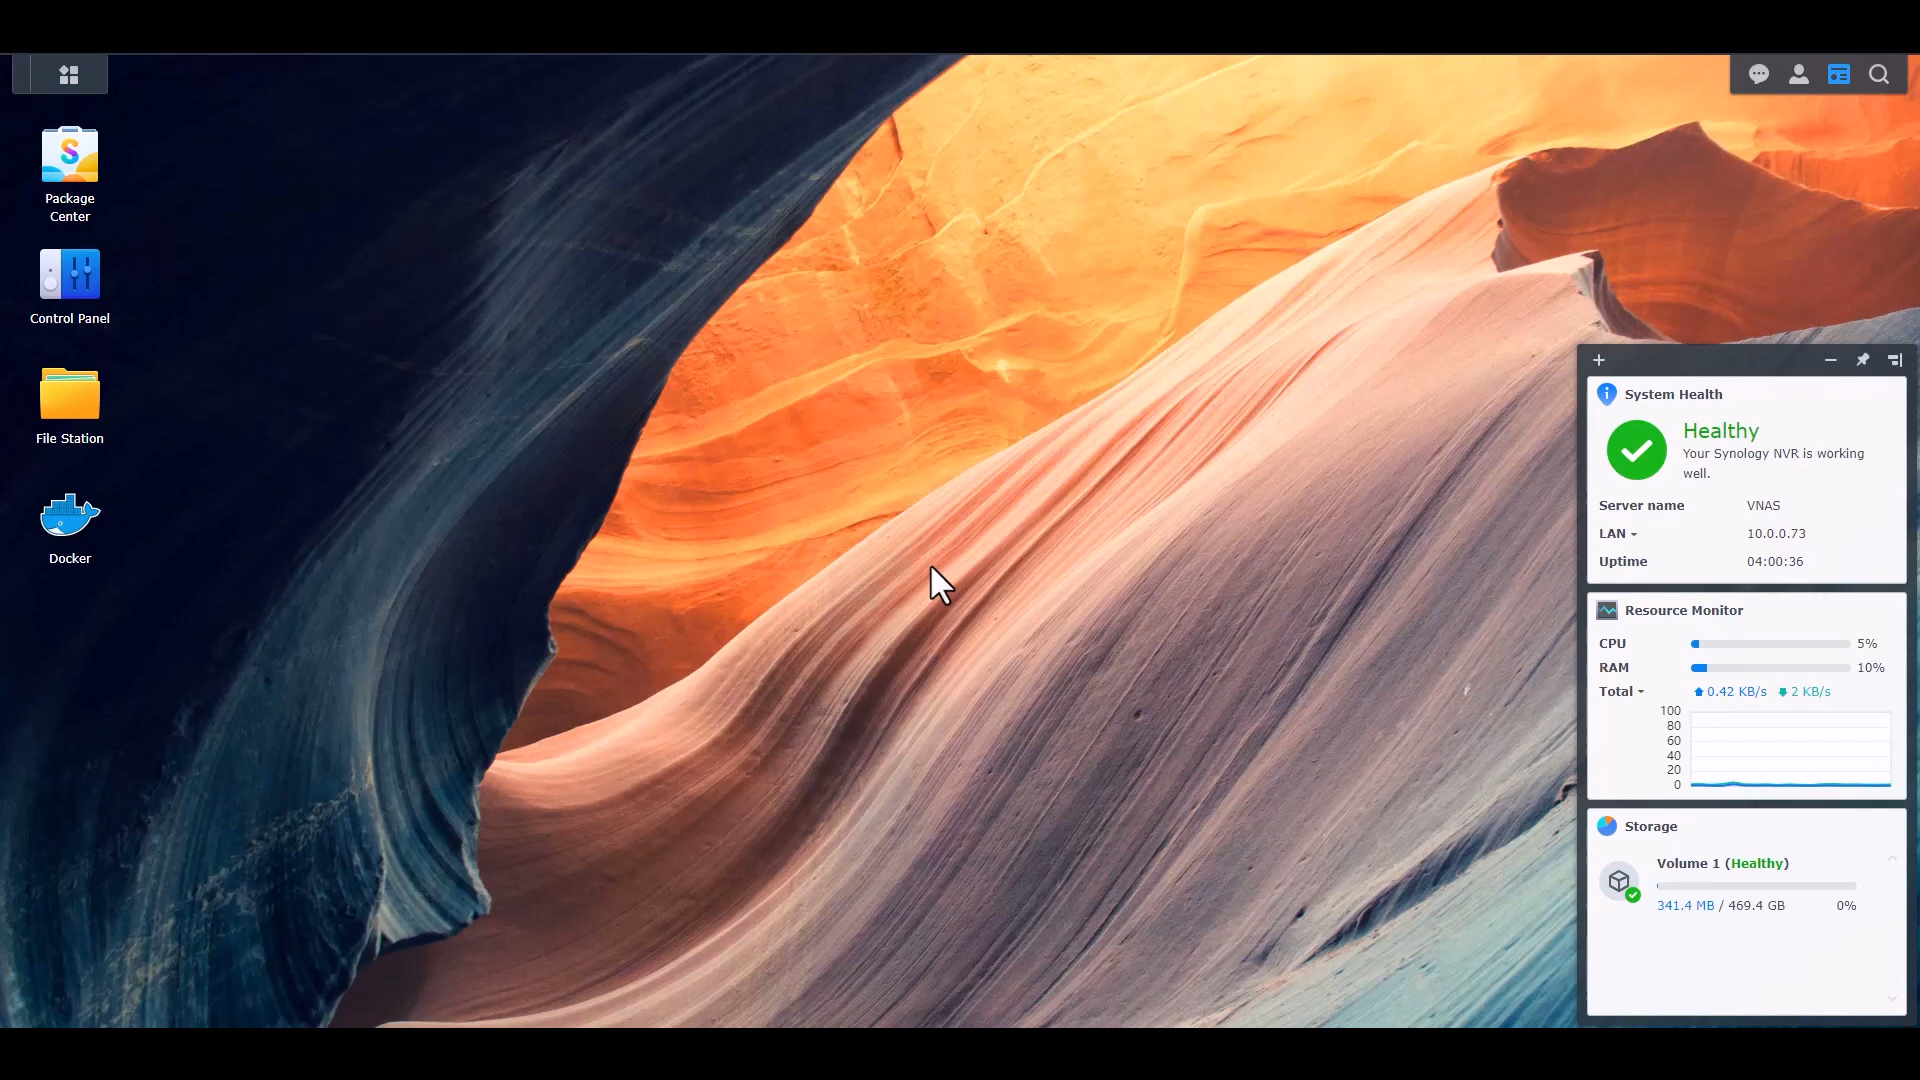 Package
Center
Control Panel
File Station
Docker
System Health
Healthy
Your Synology NVR is working
well.
Server name VNAS
LAN 10.0.0.73
Uptime 04:00:36
Resource Monitor
CPU 5%
RAM 10%
Total 0.42 KB/s 2 KB/s
100
80
60
40
20
0
Storage
Volume 1 (Healthy)
341.4 MB / 469.4 GB 0%